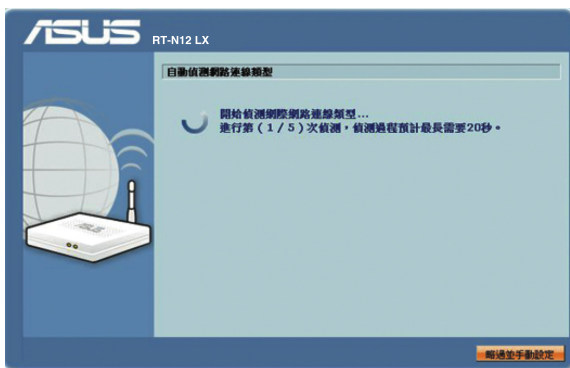 ASUS RT-N12 LX
自動偵測網路連線類型
開始偵測網際網路連線類型...
進行第（1／5）次偵測，偵測過程預計最長需要20秒。
ASUS
略過並手動設定